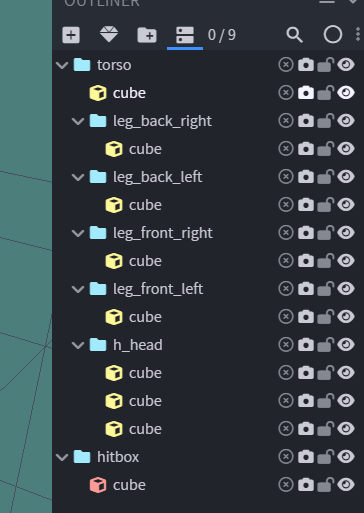 OUTLINER
0 / 9
torso
cube
leg_back_right
cube
leg_back_left
cube
leg_front_right
cube
leg_front_left
cube
h_head
cube
cube
cube
hitbox
cube